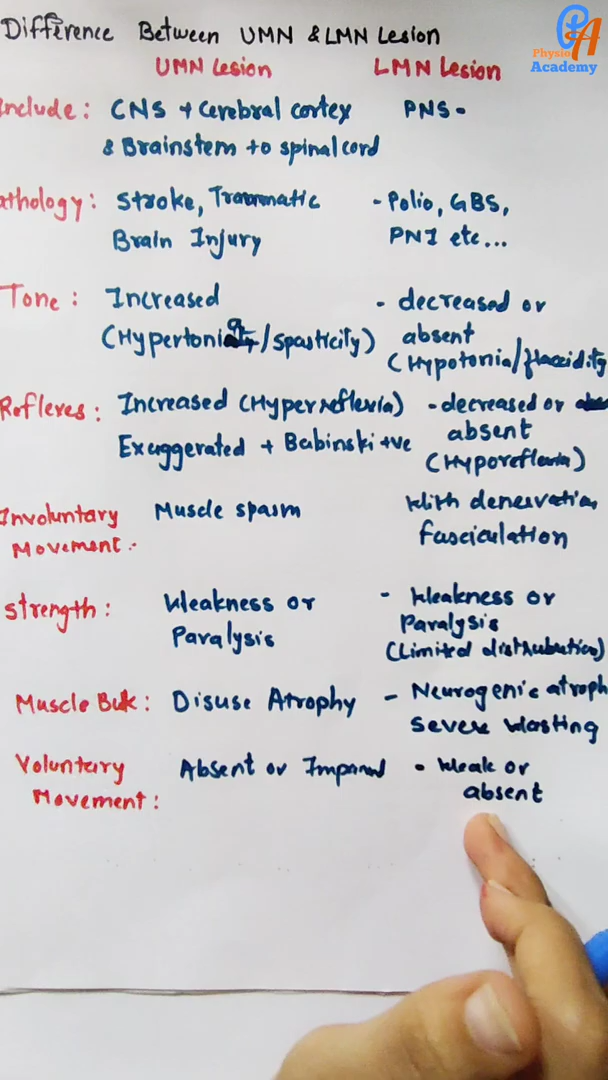 Difference Between UMN & LMN Lesion
Physio Academy
UMN Lesion LMN Lesion
Include: CNS + Cerebral cortex PNS -
& Brainstem to spinal cord
athology: Stroke, Traumatic - Polio, GBS,
Brain Injury PNI etc...
Tone: Increased - decreased or
(Hypertonia/spasticity) absent
(Hypotonia/flaccidity
Reflexes: Increased (Hyperreflexia) - decreased or
Exaggerated + Babinski +ve absent
(Hyporeflexia)
Involuntary Muscle spasm With denervation
Movement:- fasciculation
Strength: Weakness or - Weakness or
Paralysis Paralysis
(Limited distrubution)
Muscle Buk: Disuse Atrophy - Neurogenic atroph
Severe Wasting
Voluntary Absent or - Weak or
Movement: absent